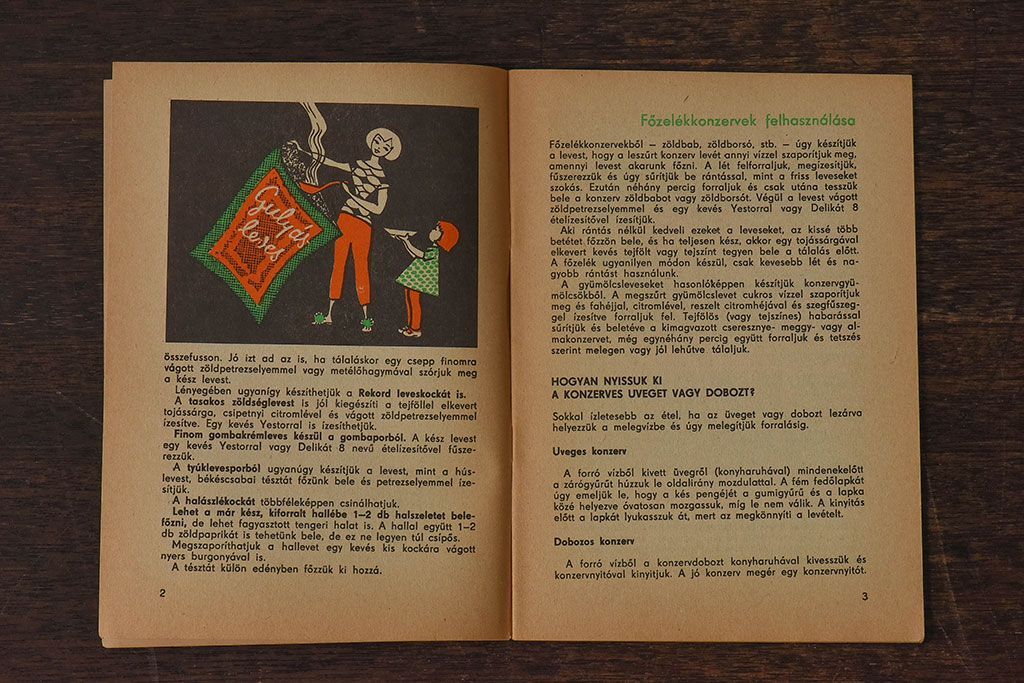 Gulyás
leves
összefusson. Jó ízt ad az is, ha tálaláskor egy csepp finomra
vágott zöldpetrezselyemmel vagy metélőhagymával szórjuk meg
a kész levest.
Lényegében ugyanígy készíthetjük a Rekord leveskockát is.
A tasakos zöldséglevest is jól kiegészíti a tejföllel elkevert
tojássárga, csipetnyi citromlével és vágott zöldpetrezselyemmel
ízesítve. Egy kevés Yestorral is ízesíthetjük.
Finom gombakrémleves készül a gombaporból. A kész levest
egy kevés Yestorral vagy Delikát 8 nevű ételízesítővel fűsze-
rezzük.
A tyúklevesporból ugyanúgy készítjük a levest, mint a hús-
levest, békéscsabai tésztát főzünk bele és petrezselyemmel íze-
sítjük.
A halászlékockát többféleképpen csinálhatjuk.
Lehet a már kész, kiforralt hallébe 1–2 db halszeletet bele-
főzni, de lehet fagyasztott tengeri halat is. A hallal együtt 1–2
db zöldpaprikát is tehetünk bele, de ez ne legyen túl csípős.
Megszaporíthatjuk a hallevet egy kevés kis kockára vágott
nyers burgonyával is.
A tésztát külön edényben főzzük ki hozzá.
2
Főzelékkonzervek felhasználása
Főzelékkonzervekből – zöldbab, zöldborsó, stb. – úgy készítjük
a levest, hogy a leszűrt konzerv levét annyi vízzel szaporítjuk meg,
amennyi levest akarunk főzni. A lét felforraljuk, megízesítjük,
fűszerezzük és úgy sűrítjük be rántással, mint a friss leveseket
szokás. Ezután néhány percig forraljuk és csak utána tesszük
bele a konzerv zöldbabot vagy zöldborsót. Végül a levest vágott
zöldpetrezselyemmel és egy kevés Yestorral vagy Delikát 8
ételízesítővel ízesítjük.
Aki rántás nélkül kedveli ezeket a leveseket, az kissé több
betétet főzzön bele, és ha teljesen kész, akkor egy tojássárgával
elkevert kevés tejfölt vagy tejszínt tegyen bele a tálalás előtt.
A főzelék ugyanilyen módon készül, csak kevesebb lét és na-
gyobb rántást használunk.
A gyümölcsleveseket hasonlóképpen készítjük konzervgyü-
mölcsökből. A megszűrt gyümölcslevet cukros vízzel szaporítjuk
meg és fahéjjal, citromlével, reszelt citromhéjával és szegfűszeg-
gel ízesítve forraljuk fel. Tejfölös (vagy tejszínes) habarással
sűrítjük és beletéve a kimagvazott cseresznye- meggy- vagy al-
makonzervet, még egynéhány percig együtt forraljuk és tetszés
szerint melegen vagy jól lehűtve tálaljuk.
HOGYAN NYISSUK KI
A KONZERVES UVEGET VAGY DOBOZT?
Sokkal ízletesebb az étel, ha az üveget vagy dobozt lezárva
helyezzük a melegvízbe és úgy melegítjük forralásig.
Uveges konzerv
A forró vízből kivett üvegről (konyharuhával) mindenekelőtt
a zárógyűrűt húzzuk le oldalirány mozdulattal. A fém fedőlapkát
úgy emeljük le, hogy a kés pengéjét a gumigyűrű és a lapka
közé helyezve óvatosan mozgassuk, míg le nem válik. A kinyitás
előtt a lapkát lyukasszuk át, mert az megkönnyíti a levételt.
Dobozos konzerv
A forró vízből a konzervdobozt konyharuhával kivesszük és
konzervnyitóval kinyitjuk. A jó konzerv megér egy konzervnyitót.
3